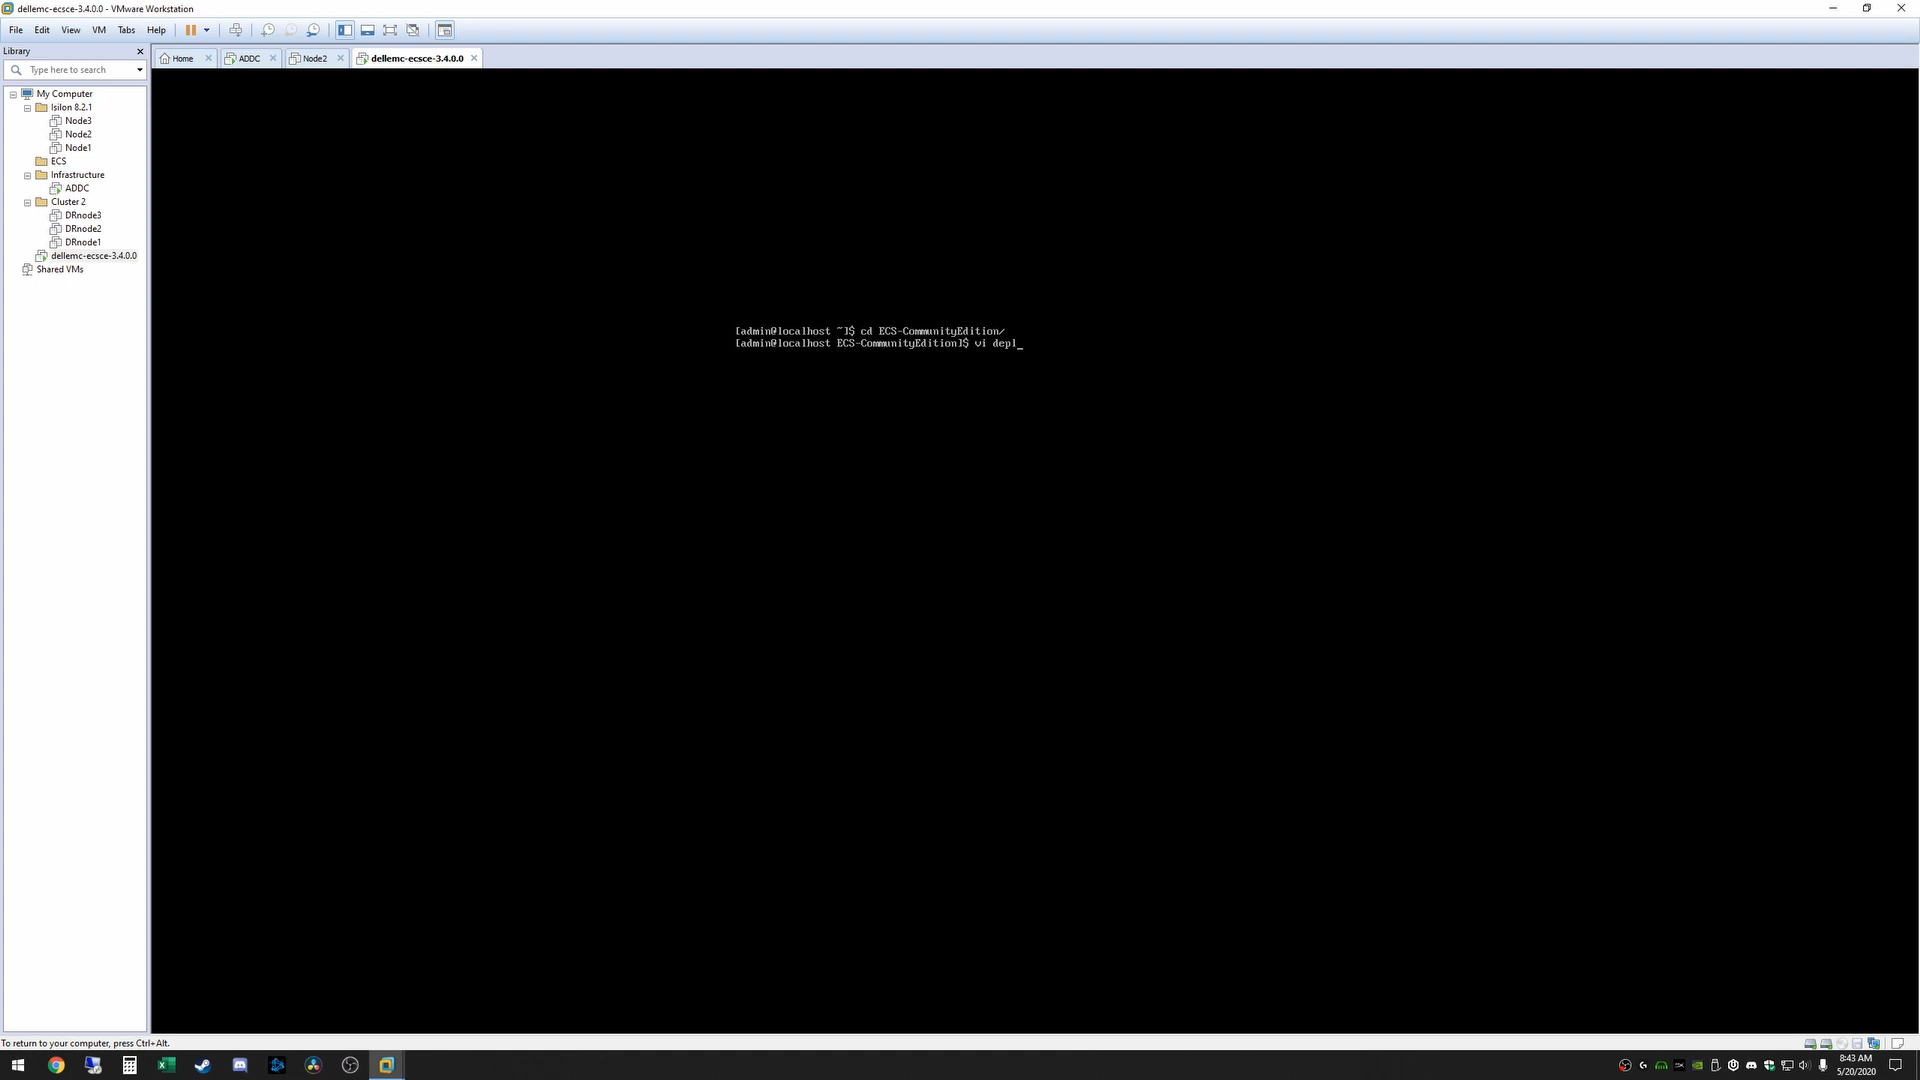 dellemc-ecsce-3.4.0.0 - VMware Workstation
File Edit View VM Tabs Help
Library
Type here to search
My Computer
Isilon 8.2.1
Node3
Node2
Node1
ECS
Infrastructure
ADDC
Cluster 2
DRnode3
DRnode2
DRnode1
dellemc-ecsce-3.4.0.0
Shared VMs
Home ADDC Node2 dellemc-ecsce-3.4.0.0
[admin@localhost ~]$ cd ECS-CommunityEdition/
[admin@localhost ECS-CommunityEdition]$ vi depl_
To return to your computer, press Ctrl+Alt.
8:43 AM
5/20/2020